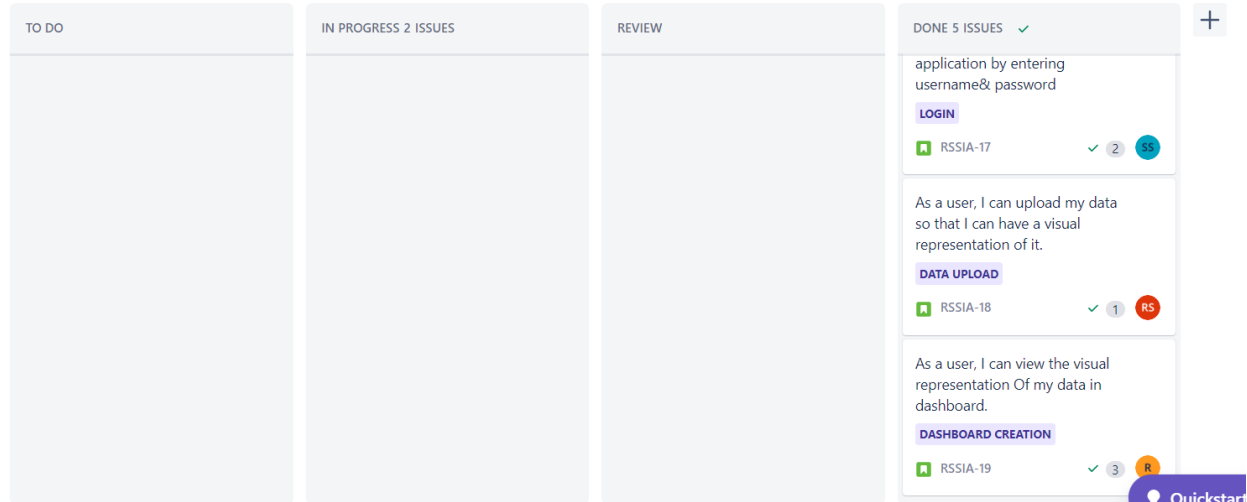 TO DO
IN PROGRESS 2 ISSUES
REVIEW
DONE 5 ISSUES
application by entering
username& password
LOGIN
RSSIA-17
2
SS
As a user, I can upload my data
so that I can have a visual
representation of it.
DATA UPLOAD
RSSIA-18
1
RS
As a user, I can view the visual
representation Of my data in
dashboard.
DASHBOARD CREATION
RSSIA-19
3
R
Quickstart